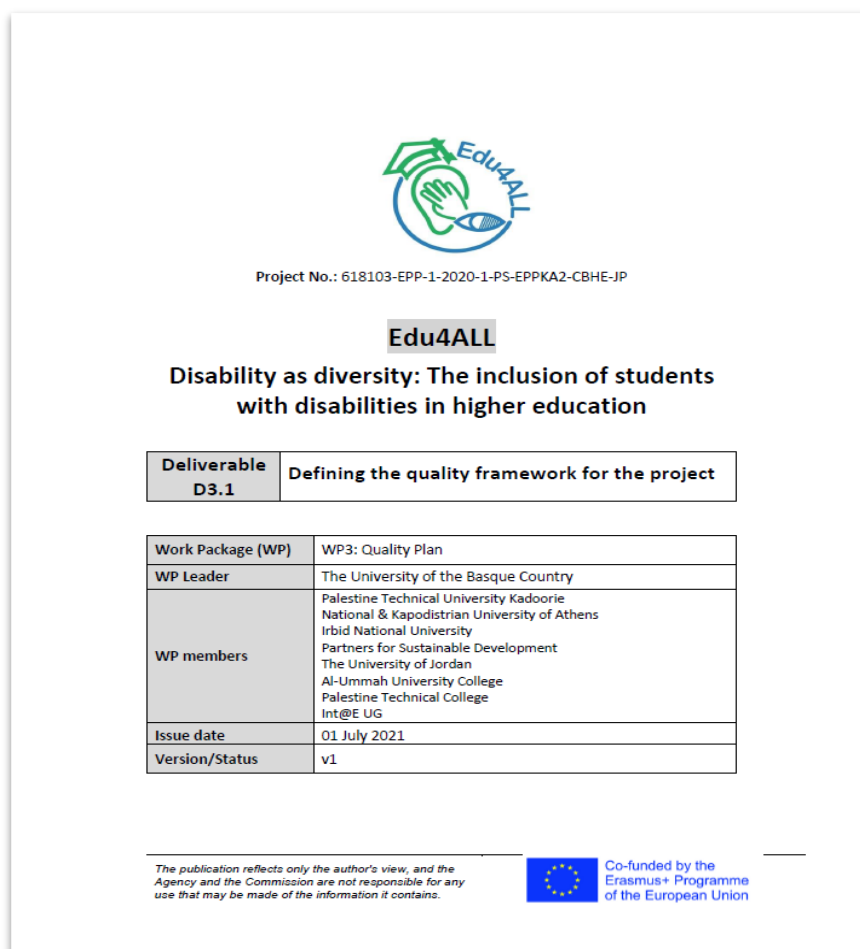 Edu4ALL
Project No.: 618103-EPP-1-2020-1-PS-EPPKA2-CBHE-JP
Edu4ALL
Disability as diversity: The inclusion of students
with disabilities in higher education
Deliverable
D3.1
Defining the quality framework for the project
Work Package (WP)
WP3: Quality Plan
WP Leader
The University of the Basque Country
WP members
Palestine Technical University Kadoorie
National & Kapodistrian University of Athens
Irbid National University
Partners for Sustainable Development
The University of Jordan
Al-Ummah University College
Palestine Technical College
Int@E UG
Issue date
01 July 2021
Version/Status
v1
The publication reflects only the author's view, and the
Agency and the Commission are not responsible for any
use that may be made of the information it contains.
Co-funded by the
Erasmus+ Programme
of the European Union